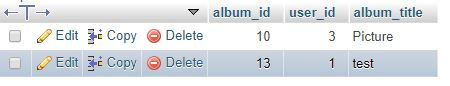 album_id user_id album_title
Edit Copy Delete 10 3 Picture
Edit Copy Delete 13 1 test